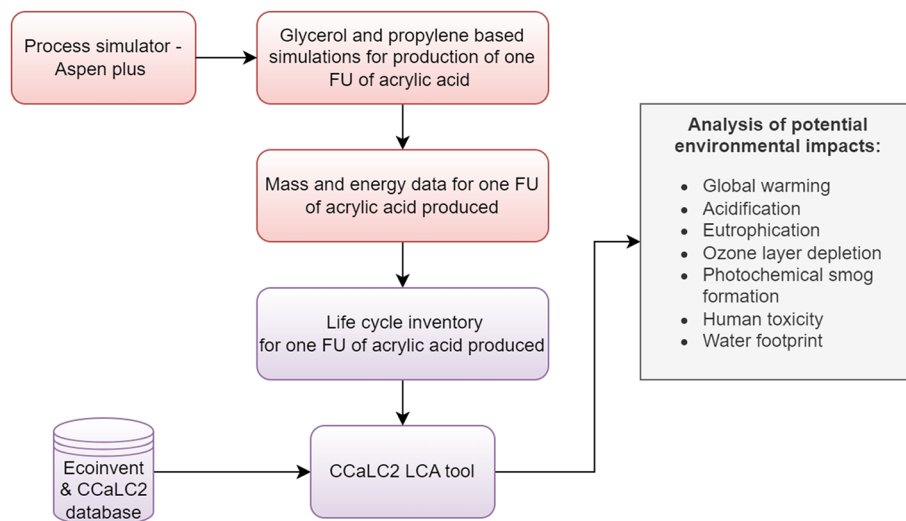 Process simulator -
Aspen plus
Glycerol and propylene based
simulations for production of one
FU of acrylic acid
Mass and energy data for one FU
of acrylic acid produced
Life cycle inventory
for one FU of acrylic acid produced
Ecoinvent
& CCaLC2
database
CCaLC2 LCA tool
Analysis of potential
environmental impacts:
• Global warming
• Acidification
• Eutrophication
• Ozone layer depletion
• Photochemical smog
formation
• Human toxicity
• Water footprint